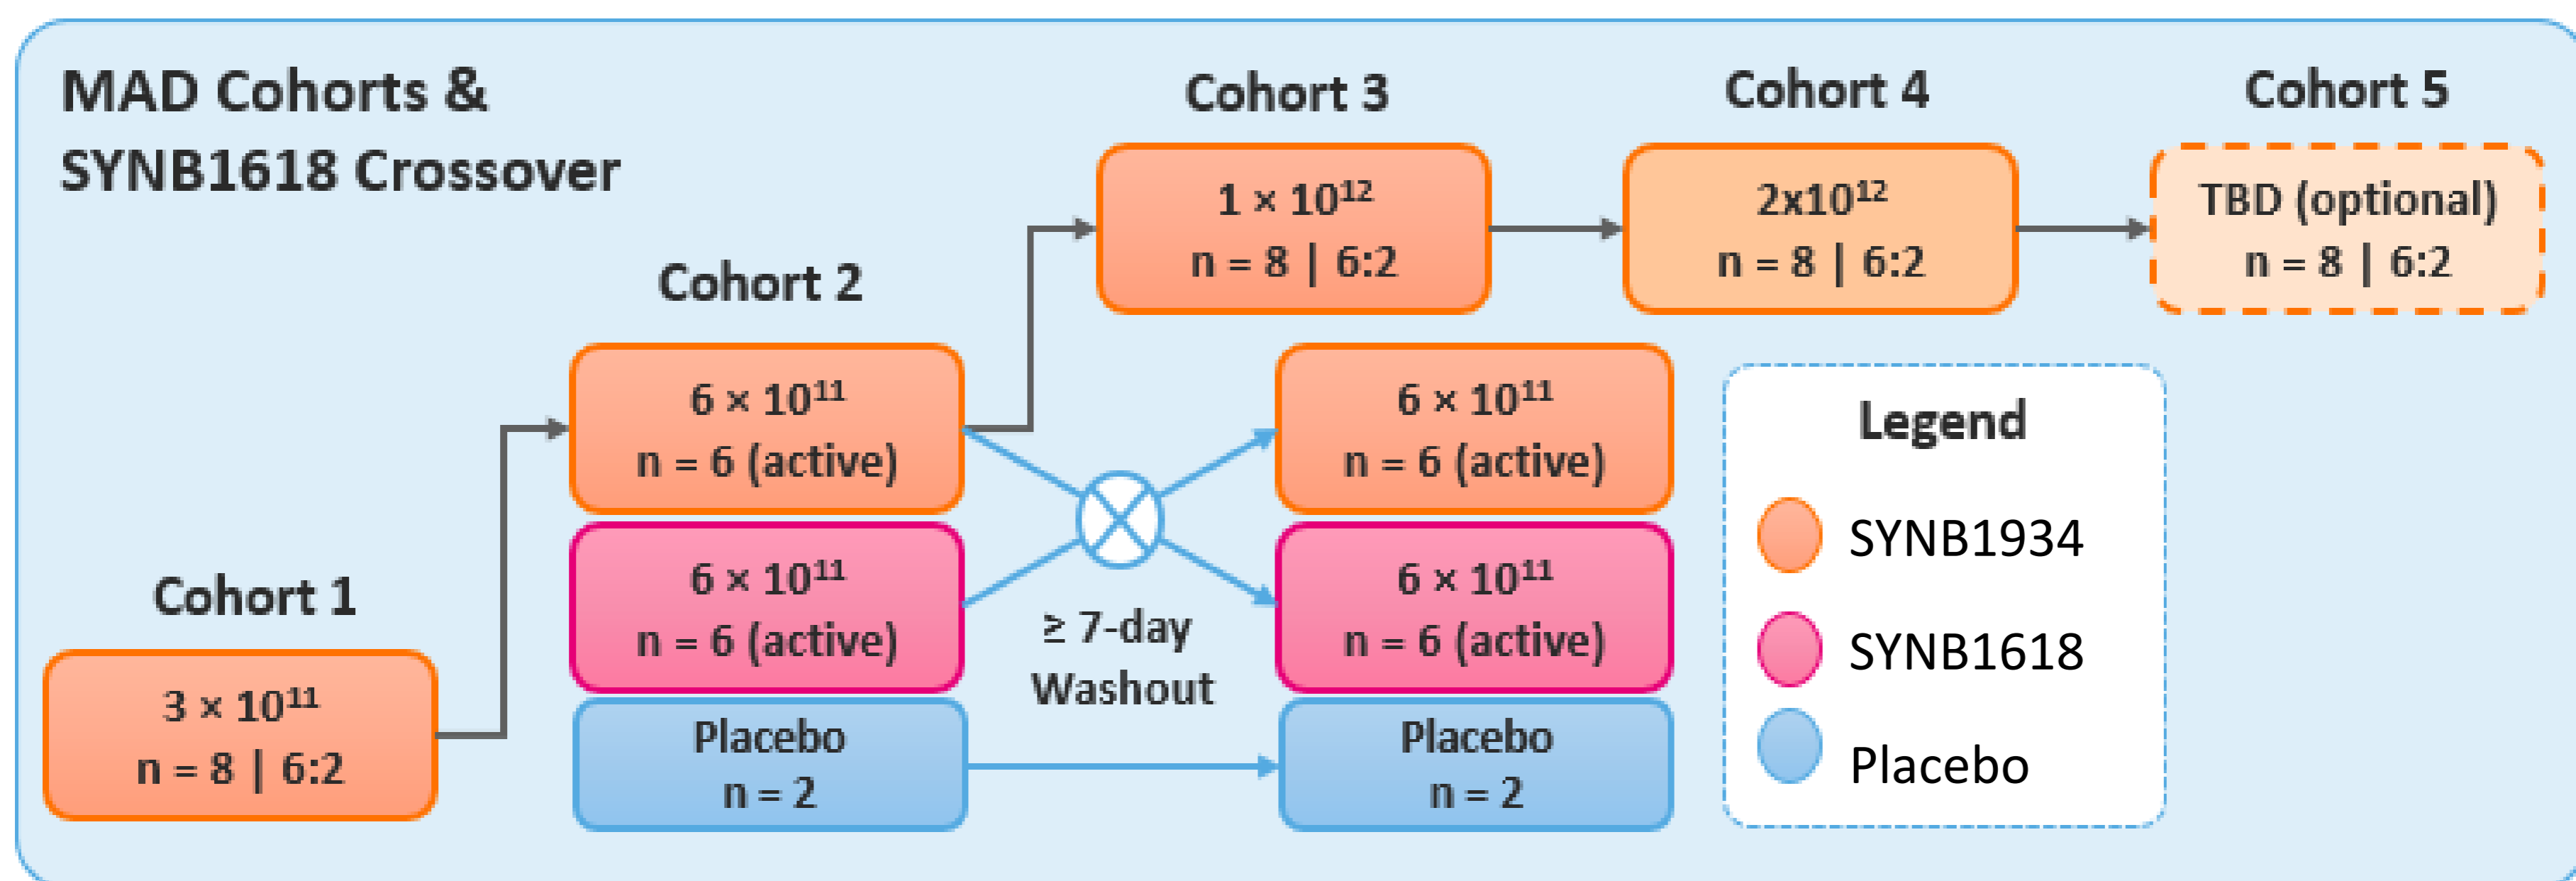 MAD Cohorts &
SYNB1618 Crossover
Cohort 1
3 × 10¹¹
n = 8 | 6:2
Cohort 2
6 × 10¹¹
n = 6 (active)
6 × 10¹¹
n = 6 (active)
Placebo
n = 2
≥ 7-day
Washout
Cohort 3
1 × 10¹²
n = 8 | 6:2
6 × 10¹¹
n = 6 (active)
6 × 10¹¹
n = 6 (active)
Placebo
n = 2
Cohort 4
2x10¹²
n = 8 | 6:2
Cohort 5
TBD (optional)
n = 8 | 6:2
Legend
SYNB1934
SYNB1618
Placebo